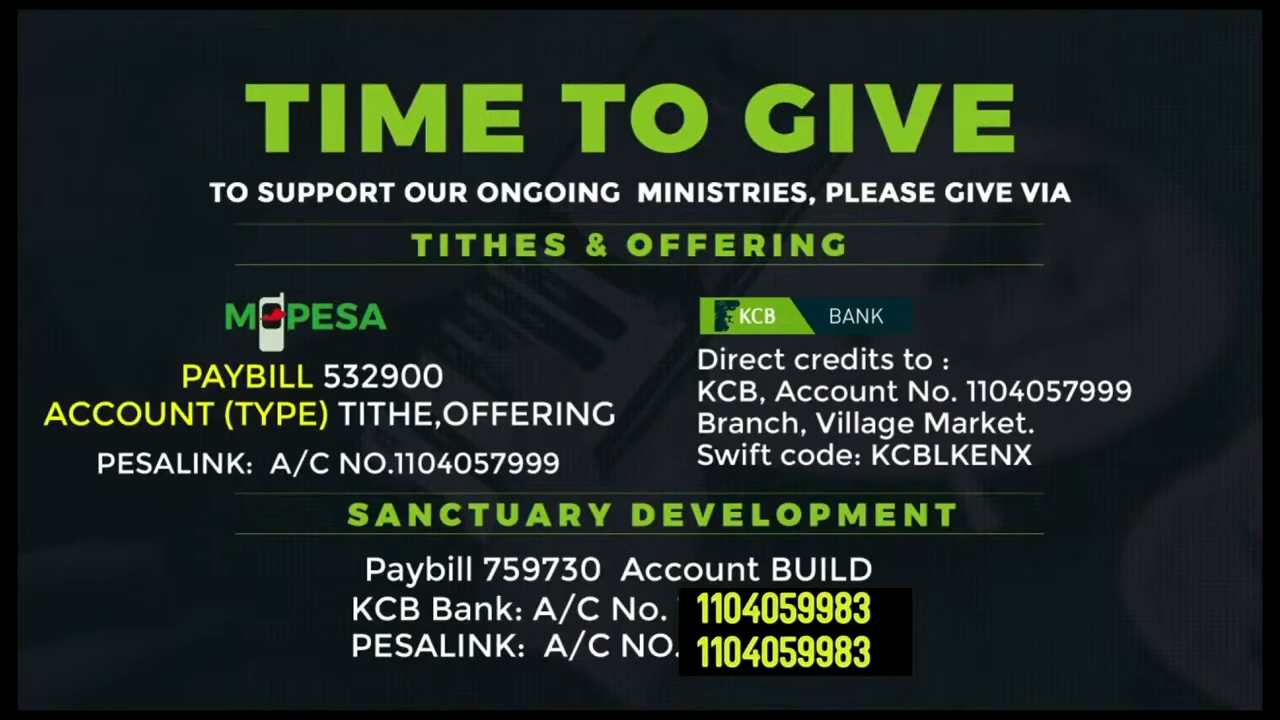 TIME TO GIVE
TO SUPPORT OUR ONGOING MINISTRIES, PLEASE GIVE VIA
TITHES & OFFERING
M-PESA
PAYBILL 532900
ACCOUNT (TYPE) TITHE,OFFERING
PESALINK: A/C NO.1104057999
KCB BANK
Direct credits to :
KCB, Account No. 1104057999
Branch, Village Market.
Swift code: KCBLKENX
SANCTUARY DEVELOPMENT
Paybill 759730 Account BUILD
KCB Bank: A/C No. 1104059983
PESALINK: A/C NO. 1104059983